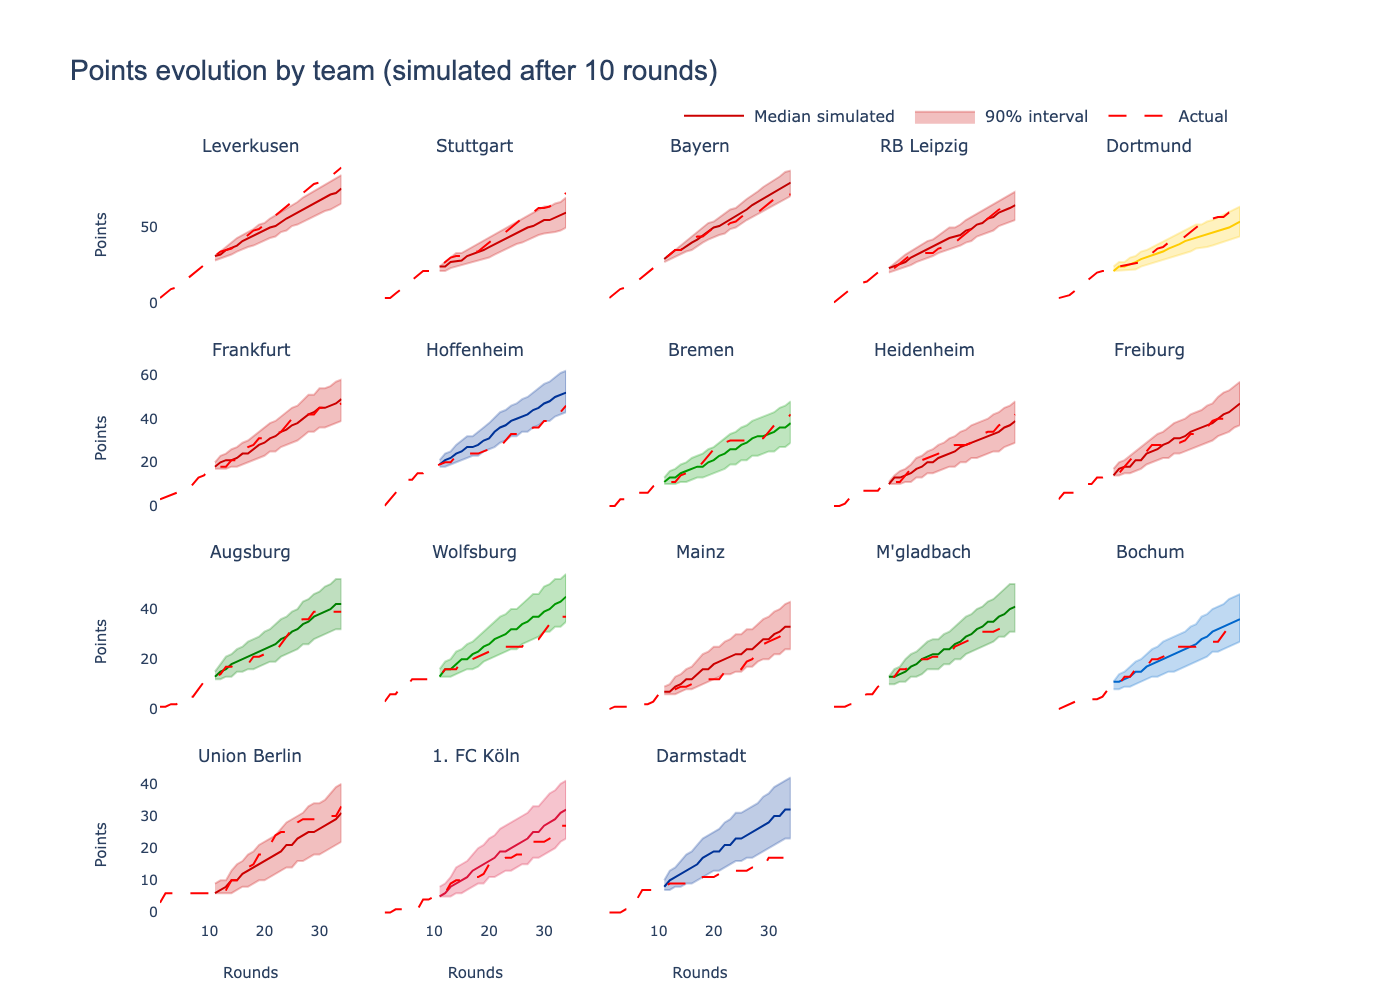 Points evolution by team (simulated after 10 rounds)
Median simulated 90% interval Actual
Leverkusen Stuttgart Bayern RB Leipzig Dortmund
Points
50
0
Frankfurt Hoffenheim Bremen Heidenheim Freiburg
60
Points
40
20
0
Augsburg Wolfsburg Mainz M'gladbach Bochum
40
Points
20
0
Union Berlin 1. FC Köln Darmstadt
40
30
Points
20
10
0
10 20 30 10 20 30 10 20 30
Rounds Rounds Rounds